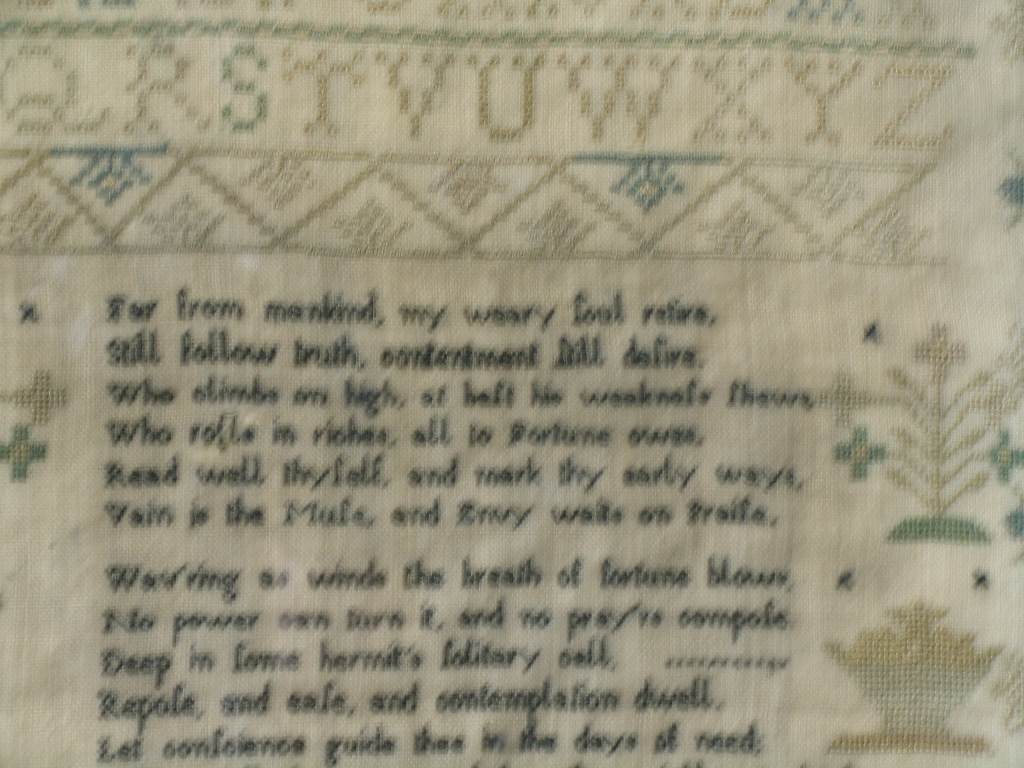 Q R S T V U W X Y Z
Far from mankind, my weary ſoul retire,
Still follow truth, contentment ſtill deſire.
Who climbs on high, at beſt his weakneſs ſhews,
Who rolls in riches, all to Fortune owes.
Read well thyſelf, and mark thy early ways,
Vain is the Muſe, and Envy waits on Praiſe.
Wav'ring as winds the breath of fortune blows,
No power can turn it, and no pray'rs compoſe.
Deep in ſome hermit's ſolitary cell,
Repoſe, and eaſe, and contemplation dwell.
Let conſcience guide thee in the days of need;